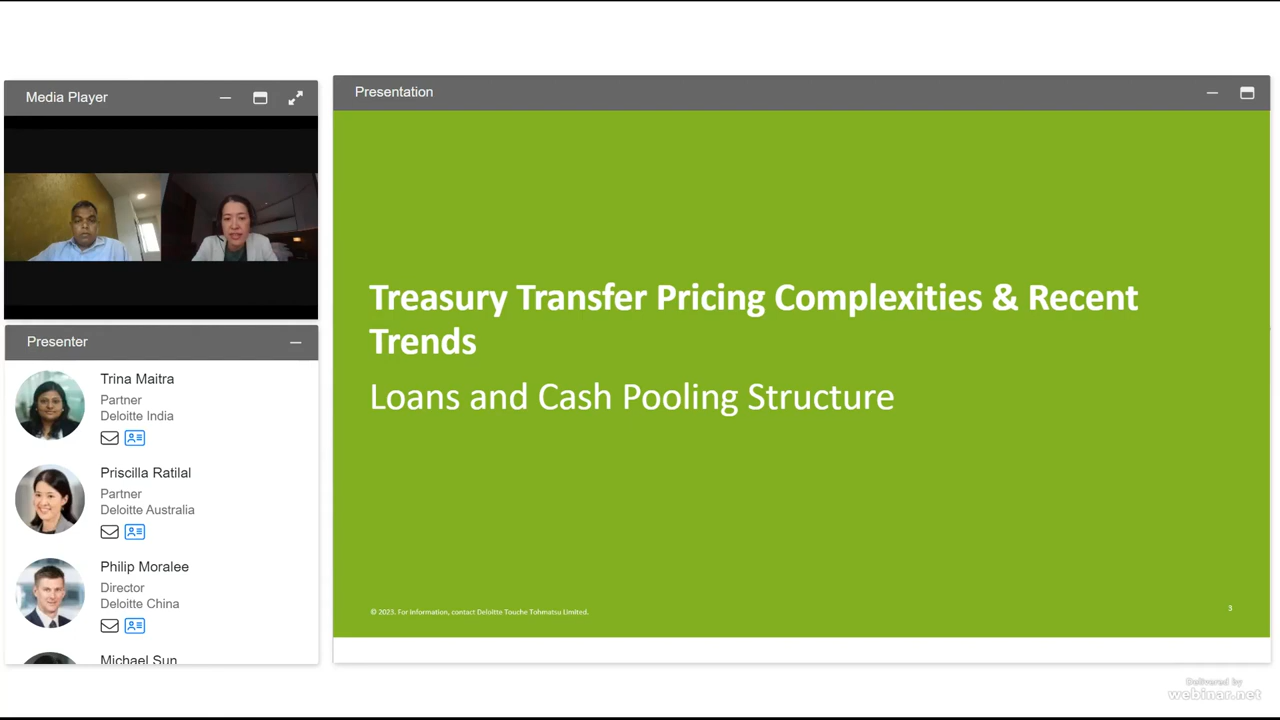 Media Player
Presenter
Trina Maitra
Partner
Deloitte India
Priscilla Ratilal
Partner
Deloitte Australia
Philip Moralee
Director
Deloitte China
Michael Sun
Presentation
Treasury Transfer Pricing Complexities & Recent
Trends
Loans and Cash Pooling Structure
© 2023. For information, contact Deloitte Touche Tohmatsu Limited.
3
Delivered by
webinar.net